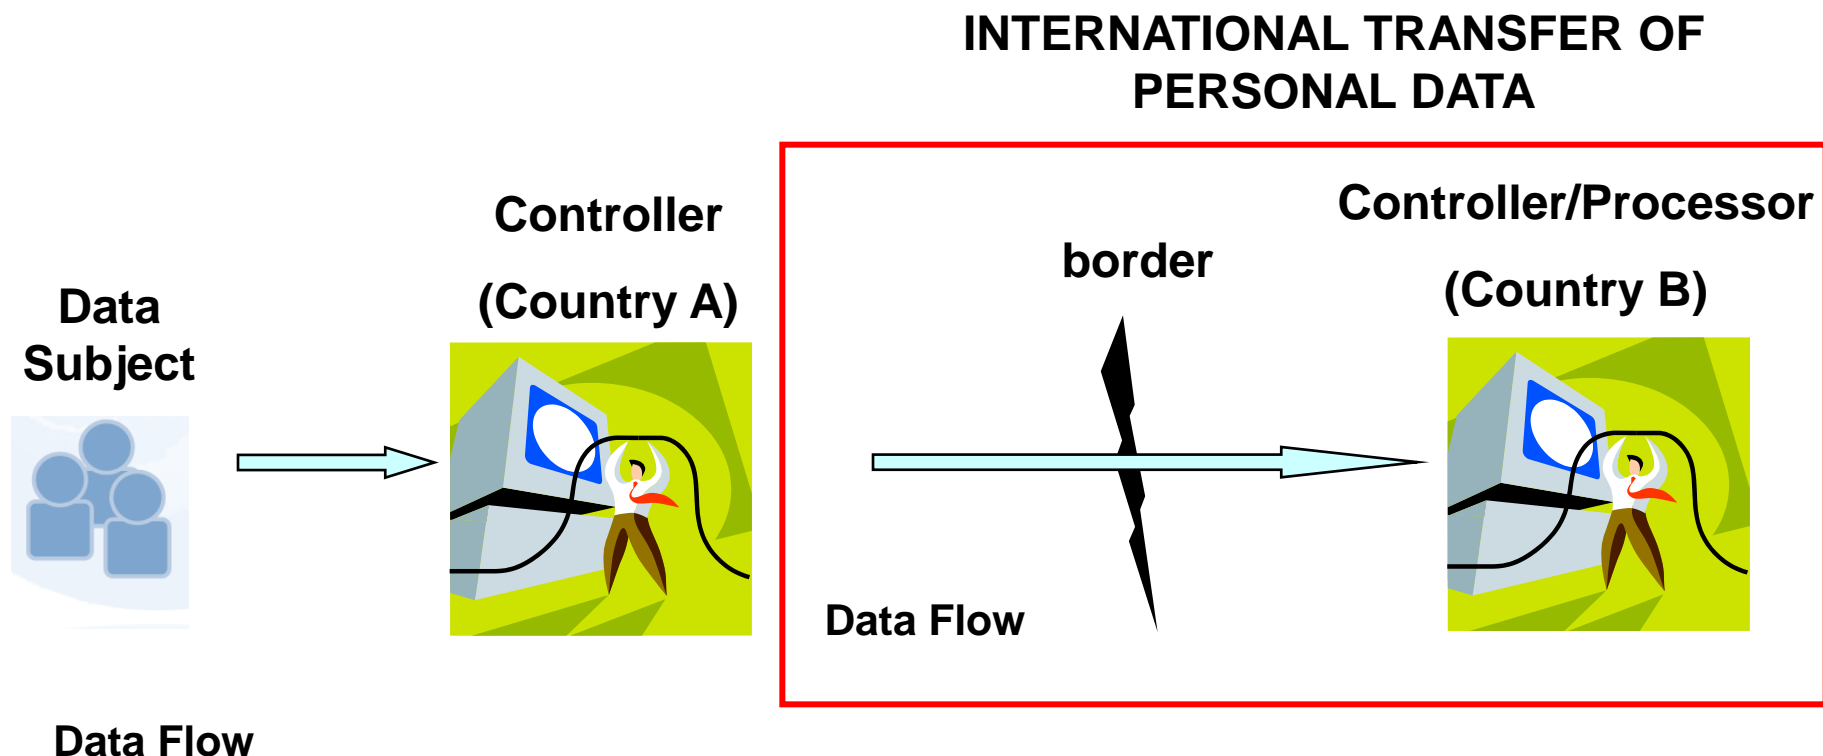 INTERNATIONAL TRANSFER OF
PERSONAL DATA
Controller
(Country A)
Controller/Processor
(Country B)
border
Data
Subject
Data Flow
Data Flow